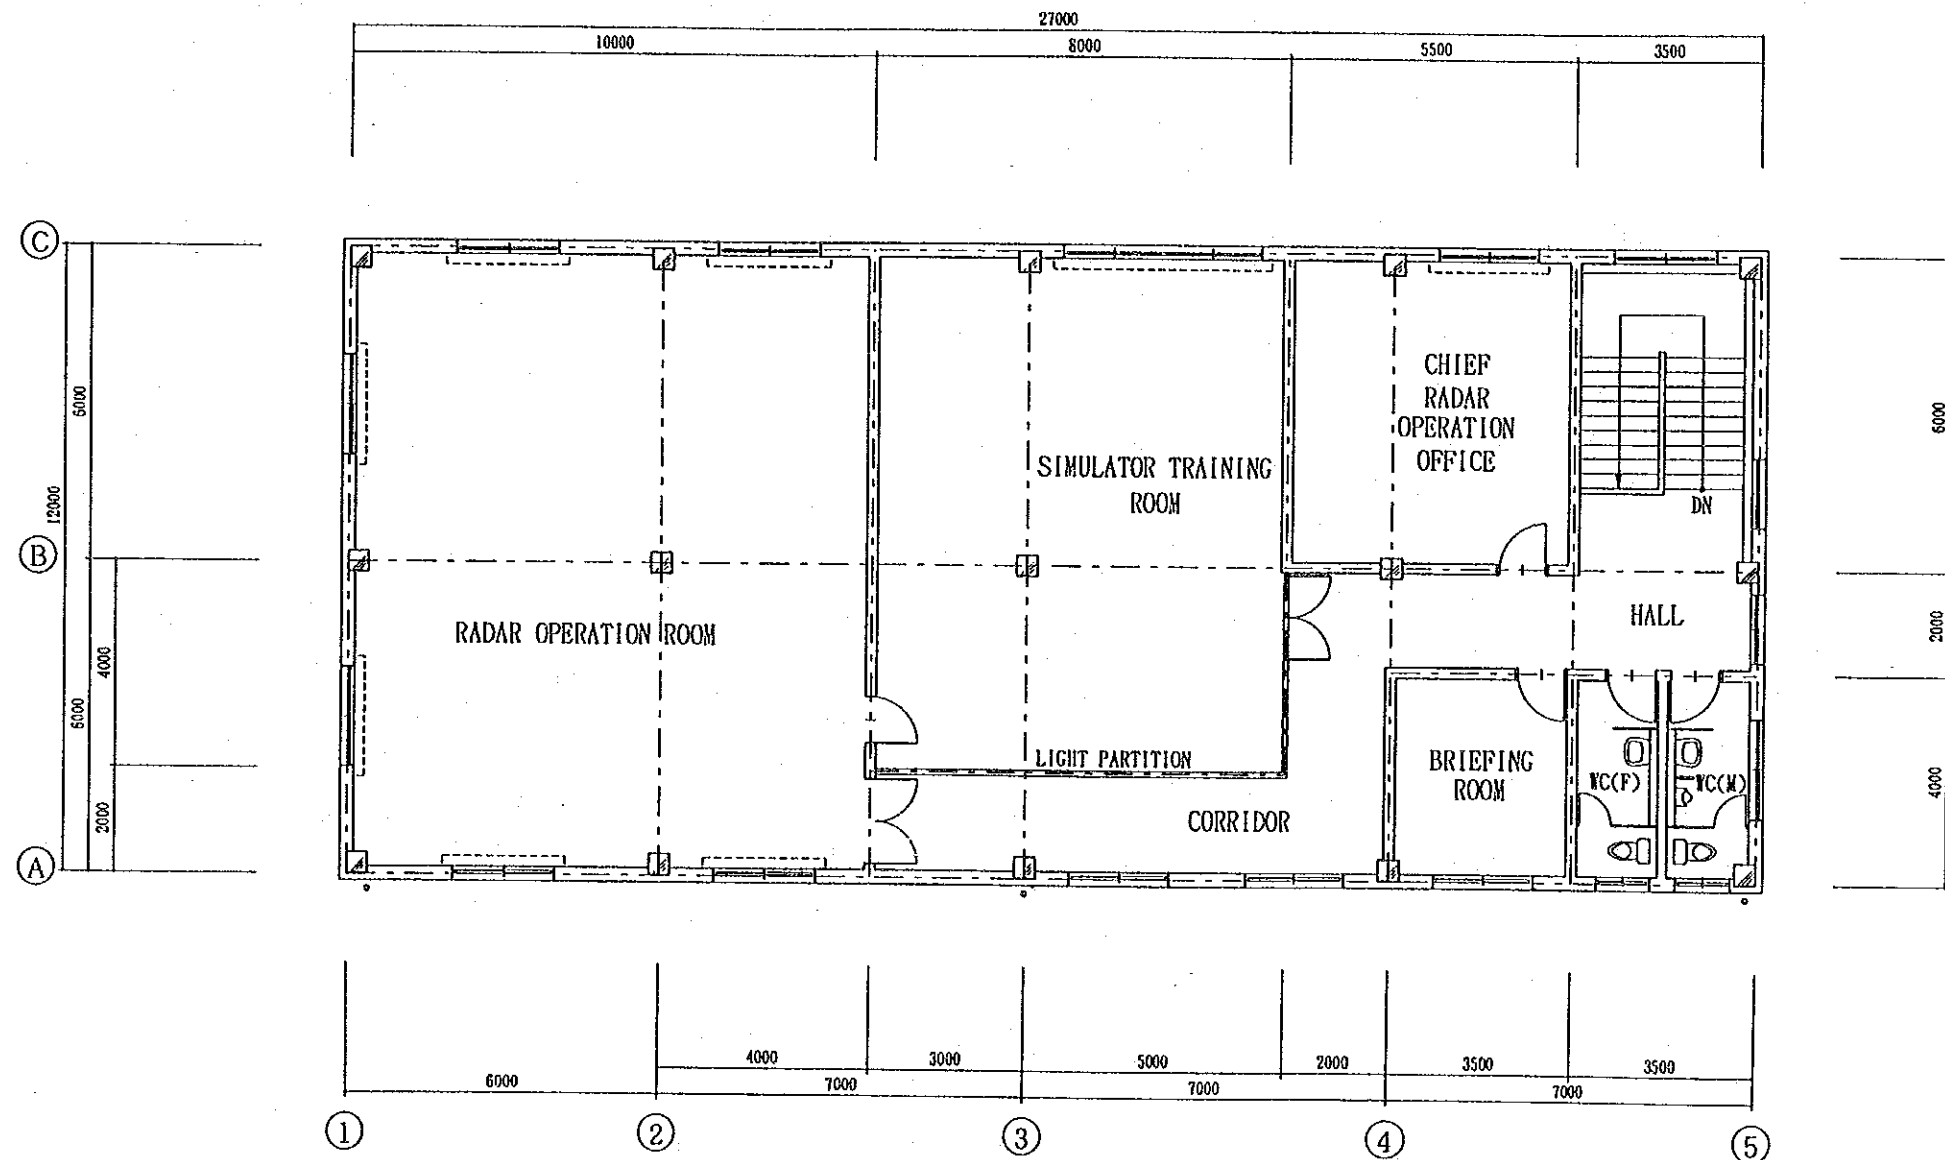 27000
10000
8000
5500
3500
Ⓒ
Ⓑ
Ⓐ
12000
6000
6000
4000
2000
6000
2000
4000
CHIEF
RADAR
OPERATION
OFFICE
SIMULATOR TRAINING
ROOM
DN
RADAR OPERATION ROOM
HALL
LIGHT PARTITION
BRIEFING
ROOM
WC(F)
WC(M)
CORRIDOR
4000
3000
5000
2000
3500
3500
6000
7000
7000
7000
①
②
③
④
⑤